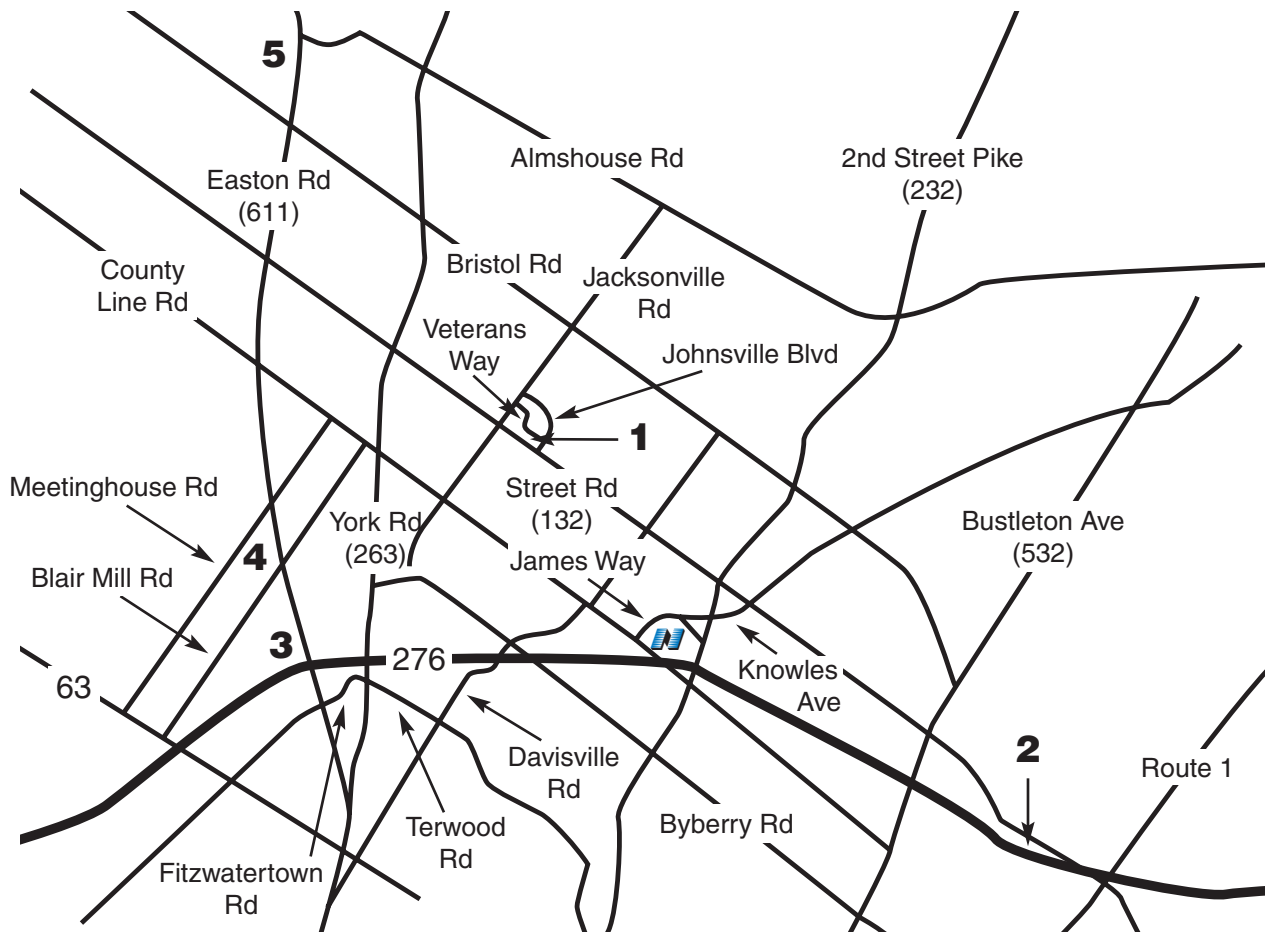 5
Almshouse Rd
2nd Street Pike
(232)
Easton Rd
(611)
County
Line Rd
Bristol Rd
Jacksonville
Rd
Veterans
Way
Johnsville Blvd
1
Meetinghouse Rd
Street Rd
(132)
York Rd
(263)
Bustleton Ave
(532)
4
James Way
Blair Mill Rd
3
276
63
N
Knowles
Ave
Davisville
Rd
2
Route 1
Terwood
Rd
Byberry Rd
Fitzwatertown
Rd